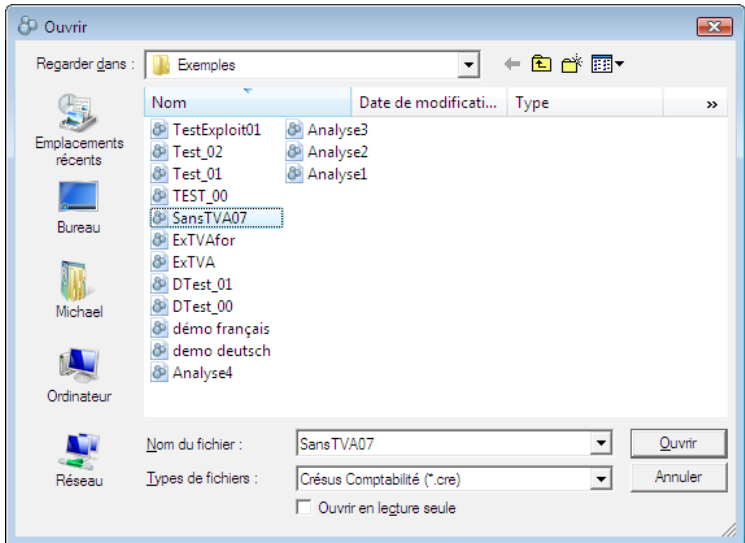 Ouvrir
Regarder dans :
Exemples
Nom
Date de modificati...
Type
»
Emplacements
récents
Bureau
Michael
Ordinateur
Réseau
TestExploit01
Test_02
Test_01
TEST_00
SansTVA07
ExTVAfor
ExTVA
DTest_01
DTest_00
démo français
demo deutsch
Analyse4
Analyse3
Analyse2
Analyse1
Nom du fichier :
SansTVA07
Ouvrir
Types de fichiers :
Crésus Comptabilité (*.cre)
Annuler
Ouvrir en lecture seule